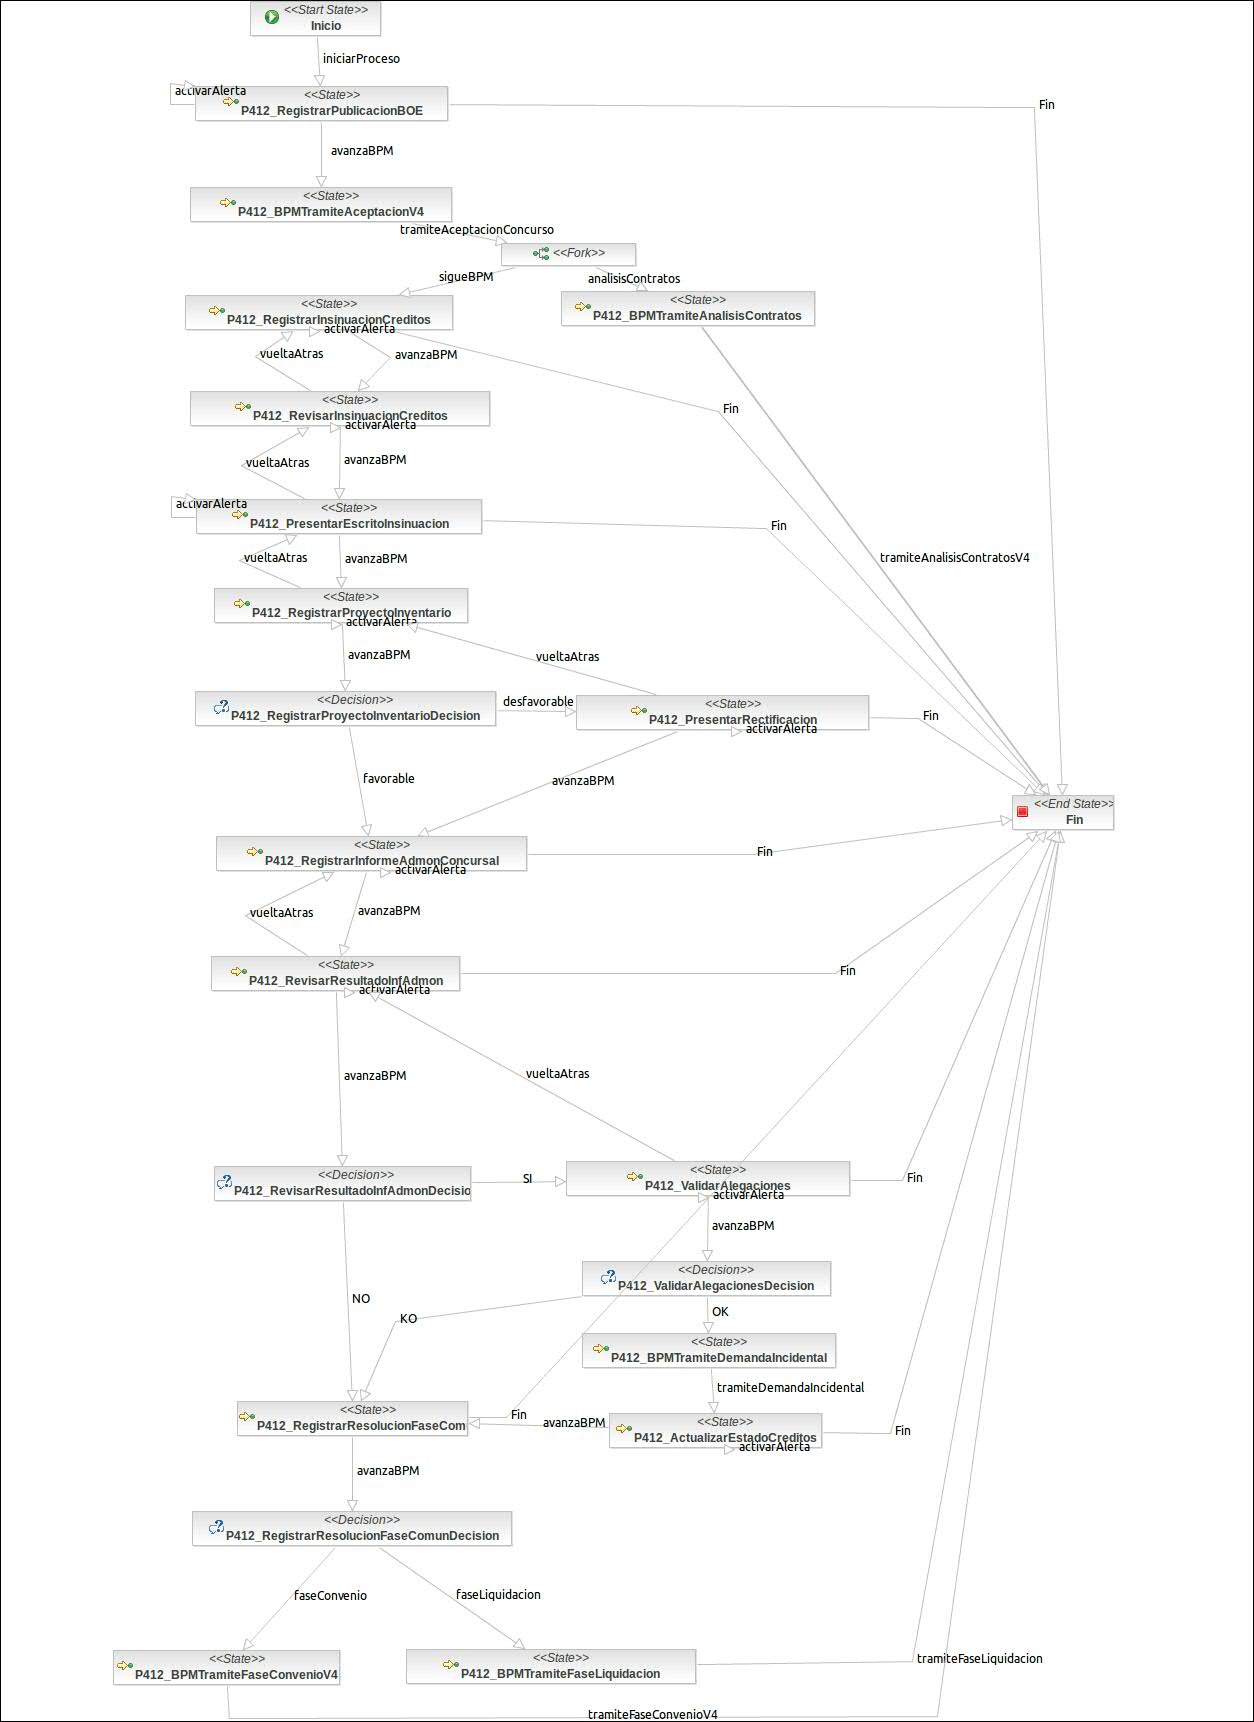 <<Start State>>
Inicio
iniciarProceso
activarAlerta
<<State>>
P412_RegistrarPublicacionBOE
Fin
avanzaBPM
<<State>>
P412_BPMTramiteAceptacionV4
tramiteAceptacionConcurso
<<Fork>>
sigueBPM
analisisContratos
<<State>>
P412_RegistrarInsinuacionCreditos
activarAlerta
<<State>>
P412_BPMTramiteAnalisisContratos
vueltaAtras
avanzaBPM
Fin
<<State>>
P412_RevisarInsinuacionCreditos
activarAlerta
vueltaAtras
avanzaBPM
activarAlerta
<<State>>
P412_PresentarEscritoInsinuacion
Fin
vueltaAtras
avanzaBPM
tramiteAnalisisContratosV4
<<State>>
P412_RegistrarProyectoInventario
activarAlerta
avanzaBPM
vueltaAtras
<<Decision>>
P412_RegistrarProyectoInventarioDecision
desfavorable
<<State>>
P412_PresentarRectificacion
activarAlerta
Fin
favorable
avanzaBPM
<<End State>>
Fin
<<State>>
P412_RegistrarInformeAdmonConcursal
activarAlerta
Fin
vueltaAtras
avanzaBPM
<<State>>
P412_RevisarResultadoInfAdmon
activarAlerta
Fin
avanzaBPM
vueltaAtras
<<Decision>>
P412_RevisarResultadoInfAdmonDecisio
SI
<<State>>
P412_ValidarAlegaciones
activarAlerta
Fin
avanzaBPM
<<Decision>>
P412_ValidarAlegacionesDecision
NO
KO
OK
<<State>>
P412_BPMTramiteDemandaIncidental
tramiteDemandaIncidental
<<State>>
P412_RegistrarResolucionFaseCom
Fin
avanzaBPM
<<State>>
P412_ActualizarEstadoCreditos
activarAlerta
Fin
avanzaBPM
<<Decision>>
P412_RegistrarResolucionFaseComunDecision
faseConvenio
faseLiquidacion
<<State>>
P412_BPMTramiteFaseConvenioV4
<<State>>
P412_BPMTramiteFaseLiquidacion
tramiteFaseLiquidacion
tramiteFaseConvenioV4